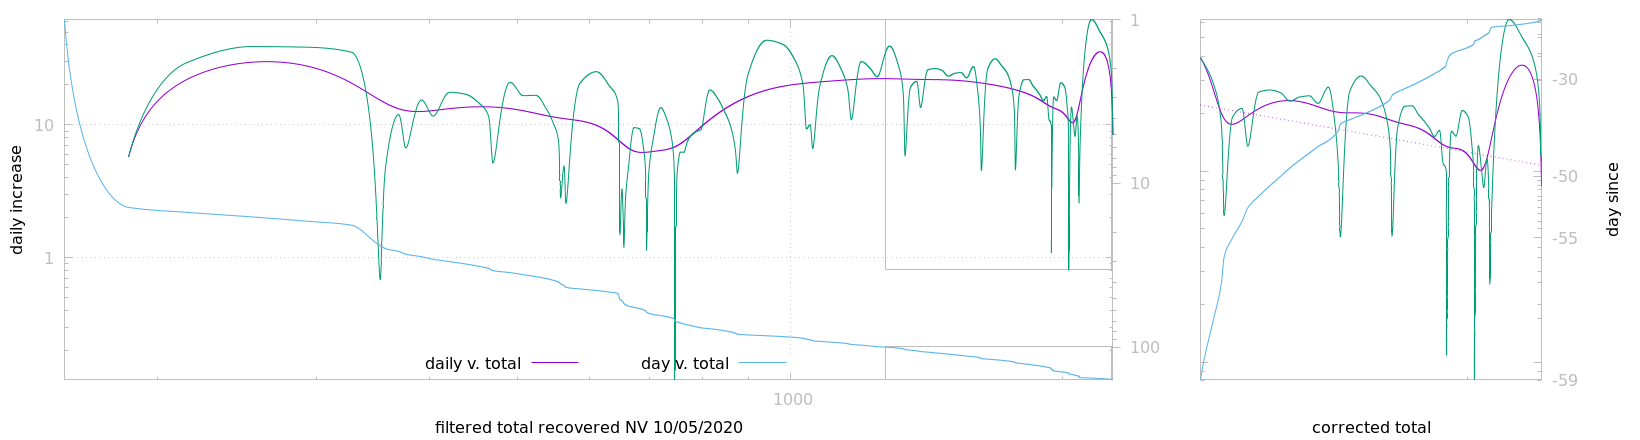 daily increase
10
1
daily v. total
day v. total
1000
filtered total recovered NV 10/05/2020
1
10
100
-30
-50
-55
-59
day since
corrected total